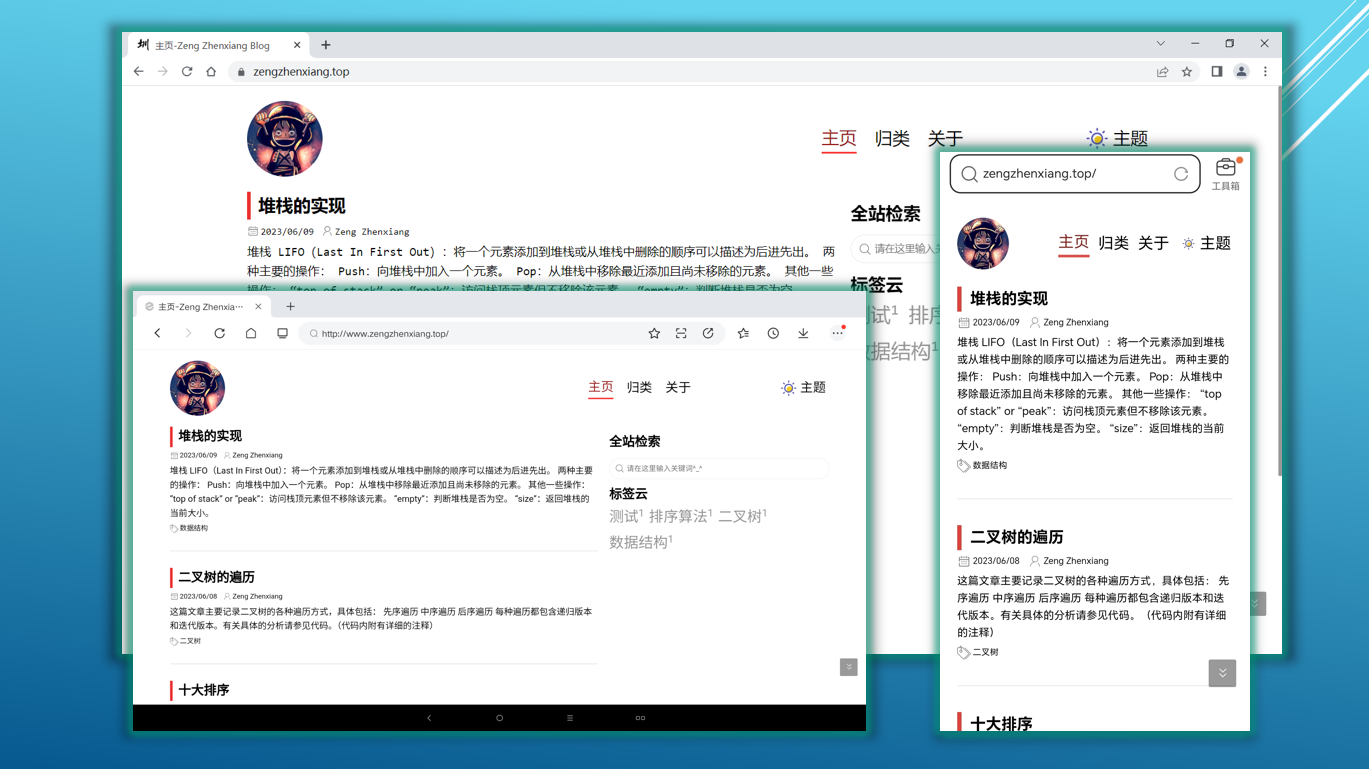 主页-Zeng Zhenxiang Blog
zengzhenxiang.top
主页 归类 关于 主题
堆栈的实现
2023/06/09 Zeng Zhenxiang
堆栈 LIFO（Last In First Out）：将一个元素添加到堆栈或从堆栈中删除的顺序可以描述为后进先出。 两
种主要的操作： Push：向堆栈中加入一个元素。 Pop：从堆栈中移除最近添加且尚未移除的元素。 其他一些
操作： “top of stack” or “peak”：访问栈顶元素但不移除该元素。 “empty”：判断堆栈是否为空。
全站检索
请在这里输入
标签云
试1 排
据结构1
主页-Zeng Zhenxia···
http://www.zengzhenxiang.top/
主页 归类 关于 主题
堆栈的实现
2023/06/09 Zeng Zhenxiang
堆栈 LIFO（Last In First Out）：将一个元素添加到堆栈或从堆栈中删除的顺序可以描述为后进先出。 两种主要
的操作： Push：向堆栈中加入一个元素。 Pop：从堆栈中移除最近添加且尚未移除的元素。 其他一些操作：
“top of stack” or “peak”：访问栈顶元素但不移除该元素。 “empty”：判断堆栈是否为空。 “size”：返回堆栈的
当前大小。
数据结构
二叉树的遍历
2023/06/08 Zeng Zhenxiang
这篇文章主要记录二叉树的各种遍历方式，具体包括： 先序遍历 中序遍历 后序遍历 每种遍历都包含递归版本
和迭代版本。有关具体的分析请参见代码。（代码内附有详细的注释）
二叉树
十大排序
全站检索
请在这里输入关键词^_^
标签云
测试1 排序算法1 二叉树1
数据结构1
zengzhenxiang.top/
工具箱
主页 归类 关于 主题
堆栈的实现
2023/06/09 Zeng Zhenxiang
堆栈 LIFO（Last In First Out）：将一个元素添加到堆栈
或从堆栈中删除的顺序可以描述为后进先出。 两种主要的
操作： Push：向堆栈中加入一个元素。 Pop：从堆栈中
移除最近添加且尚未移除的元素。 其他一些操作： “top
of stack” or “peak”：访问栈顶元素但不移除该元素。
“empty”：判断堆栈是否为空。 “size”：返回堆栈的当前
大小。
数据结构
二叉树的遍历
2023/06/08 Zeng Zhenxiang
这篇文章主要记录二叉树的各种遍历方式，具体包括： 先
序遍历 中序遍历 后序遍历 每种遍历都包含递归版本和迭
代版本。有关具体的分析请参见代码。（代码内附有详细
的注释）
二叉树
十大排序